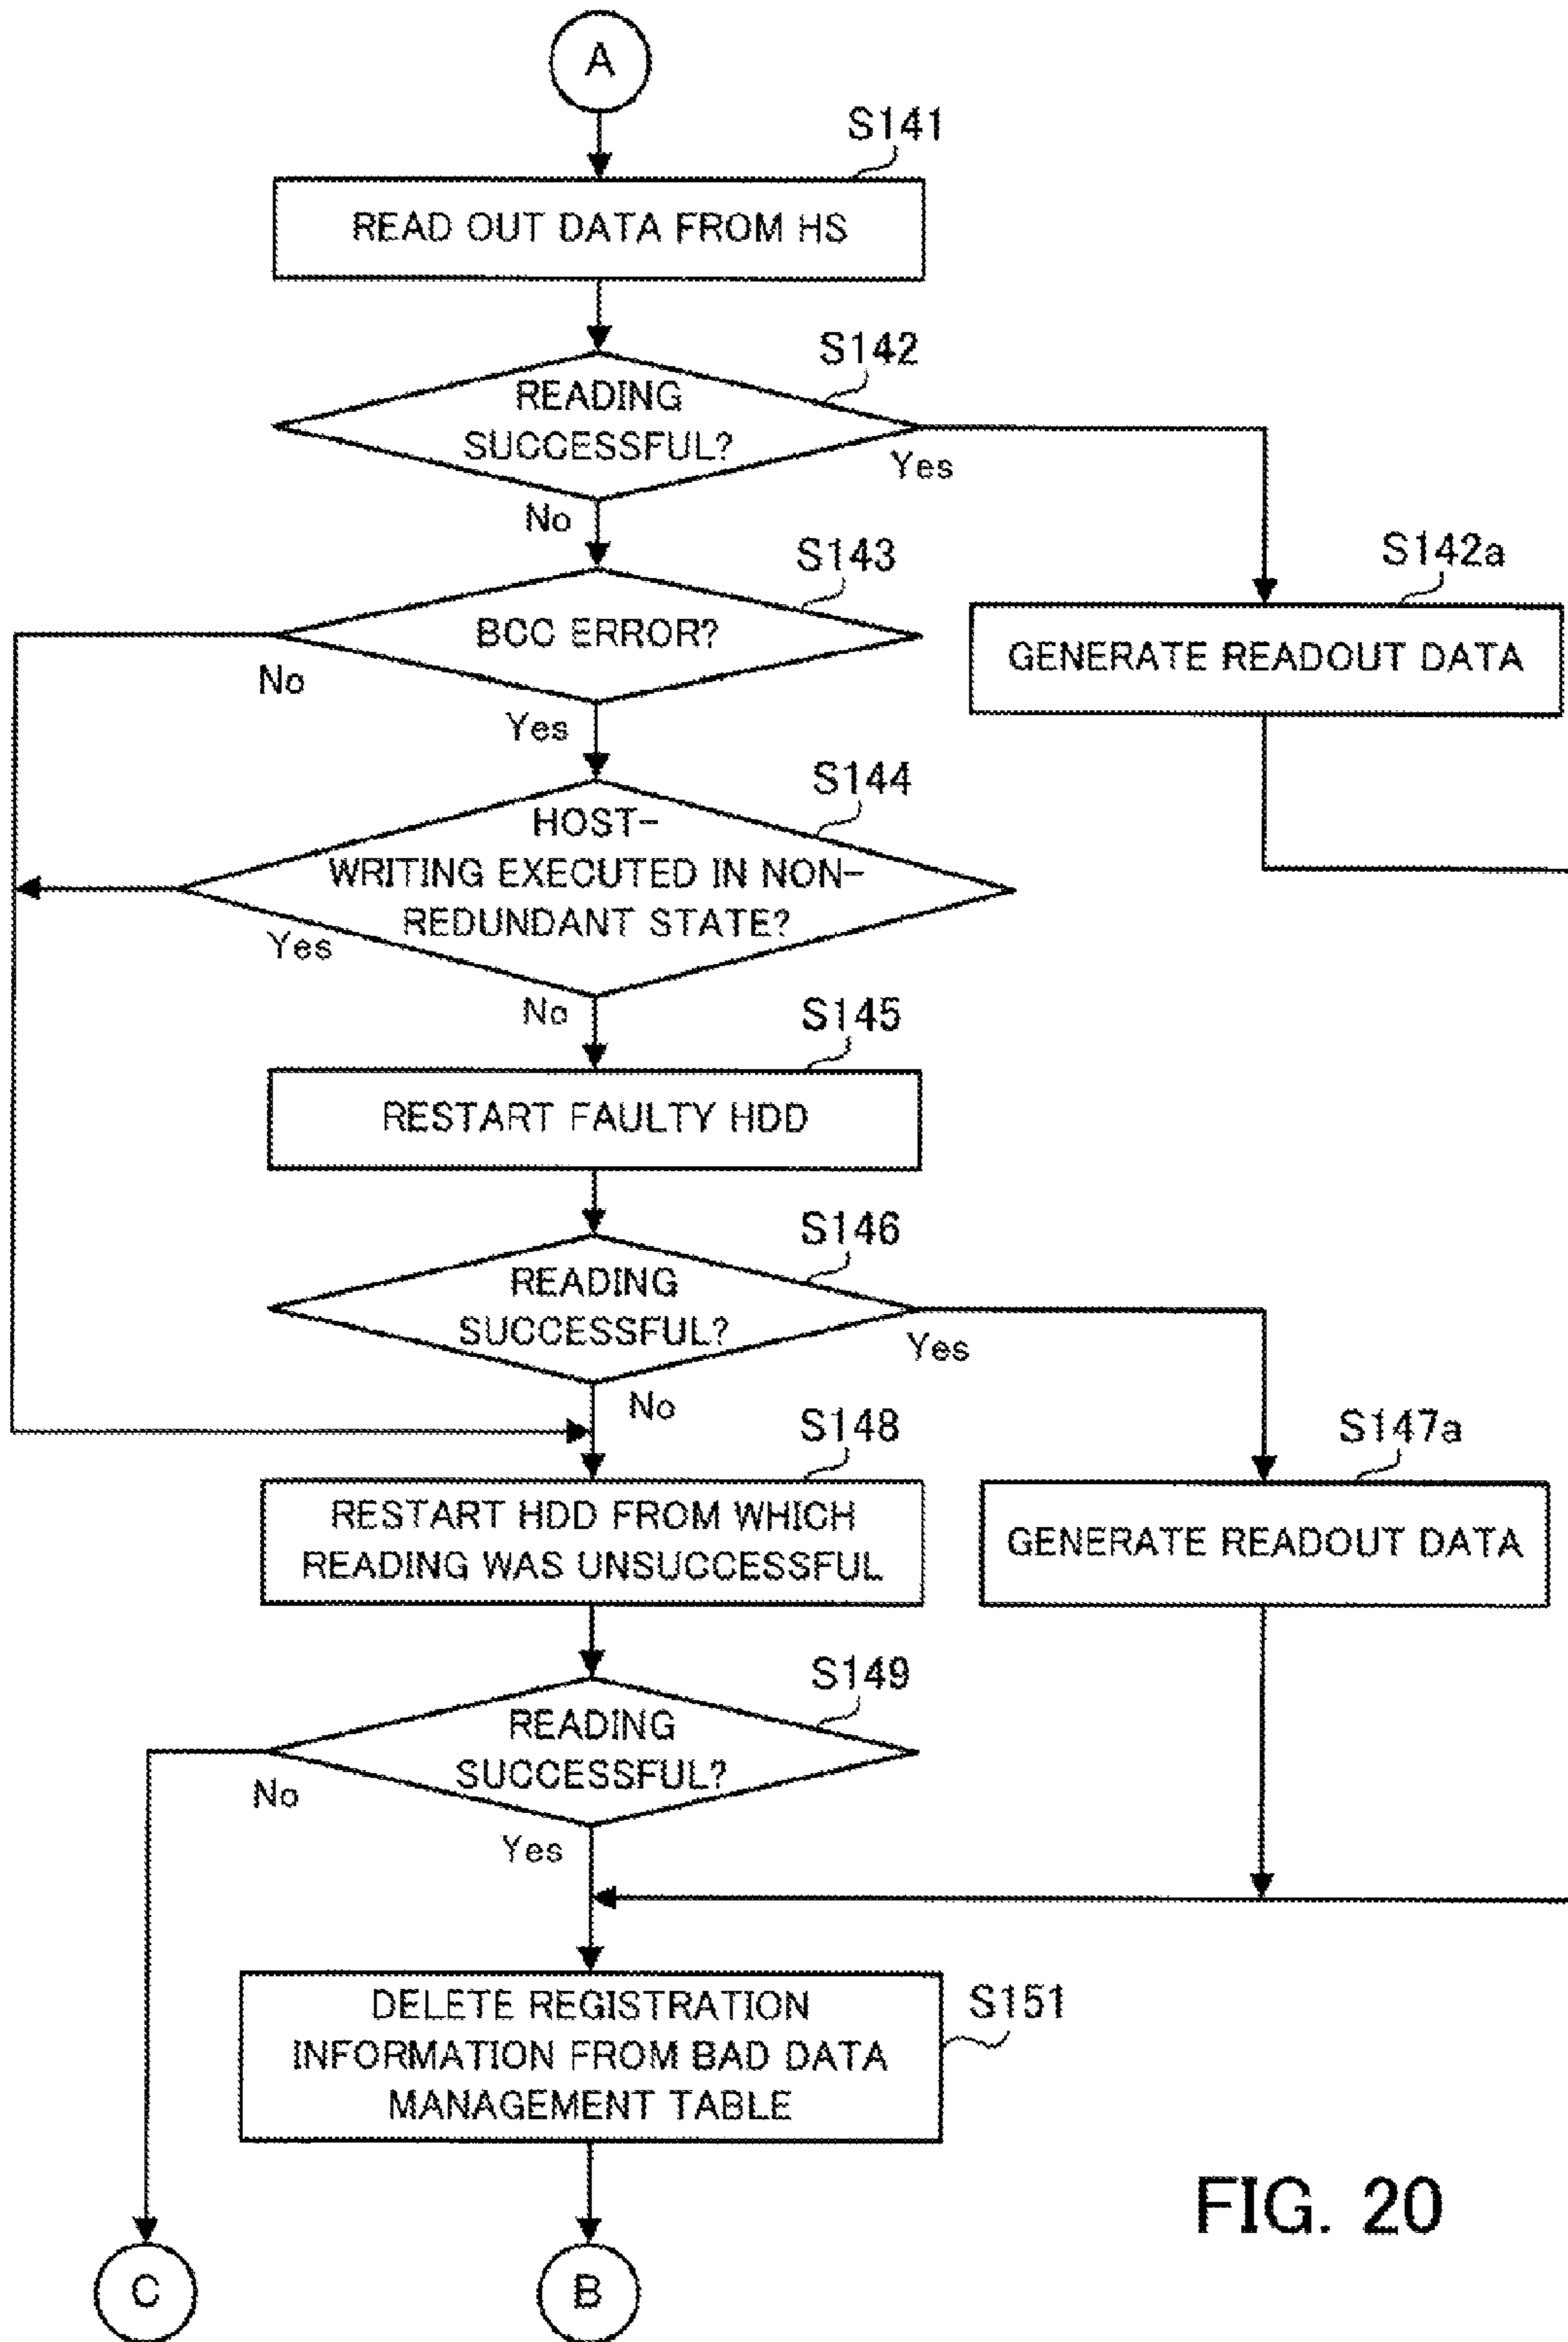 A
S141
READ OUT DATA FROM HS
S142
READING
SUCCESSFUL?
Yes
No
S143
S142a
BCC ERROR?
GENERATE READOUT DATA
No
Yes
S144
HOST-
WRITING EXECUTED IN NON-
REDUNDANT STATE?
Yes
No
S145
RESTART FAULTY HDD
S146
READING
SUCCESSFUL?
Yes
No
S148
S147a
RESTART HDD FROM WHICH
READING WAS UNSUCCESSFUL
GENERATE READOUT DATA
S149
READING
SUCCESSFUL?
No
Yes
DELETE REGISTRATION
INFORMATION FROM BAD DATA
MANAGEMENT TABLE
S151
FIG. 20
C
B